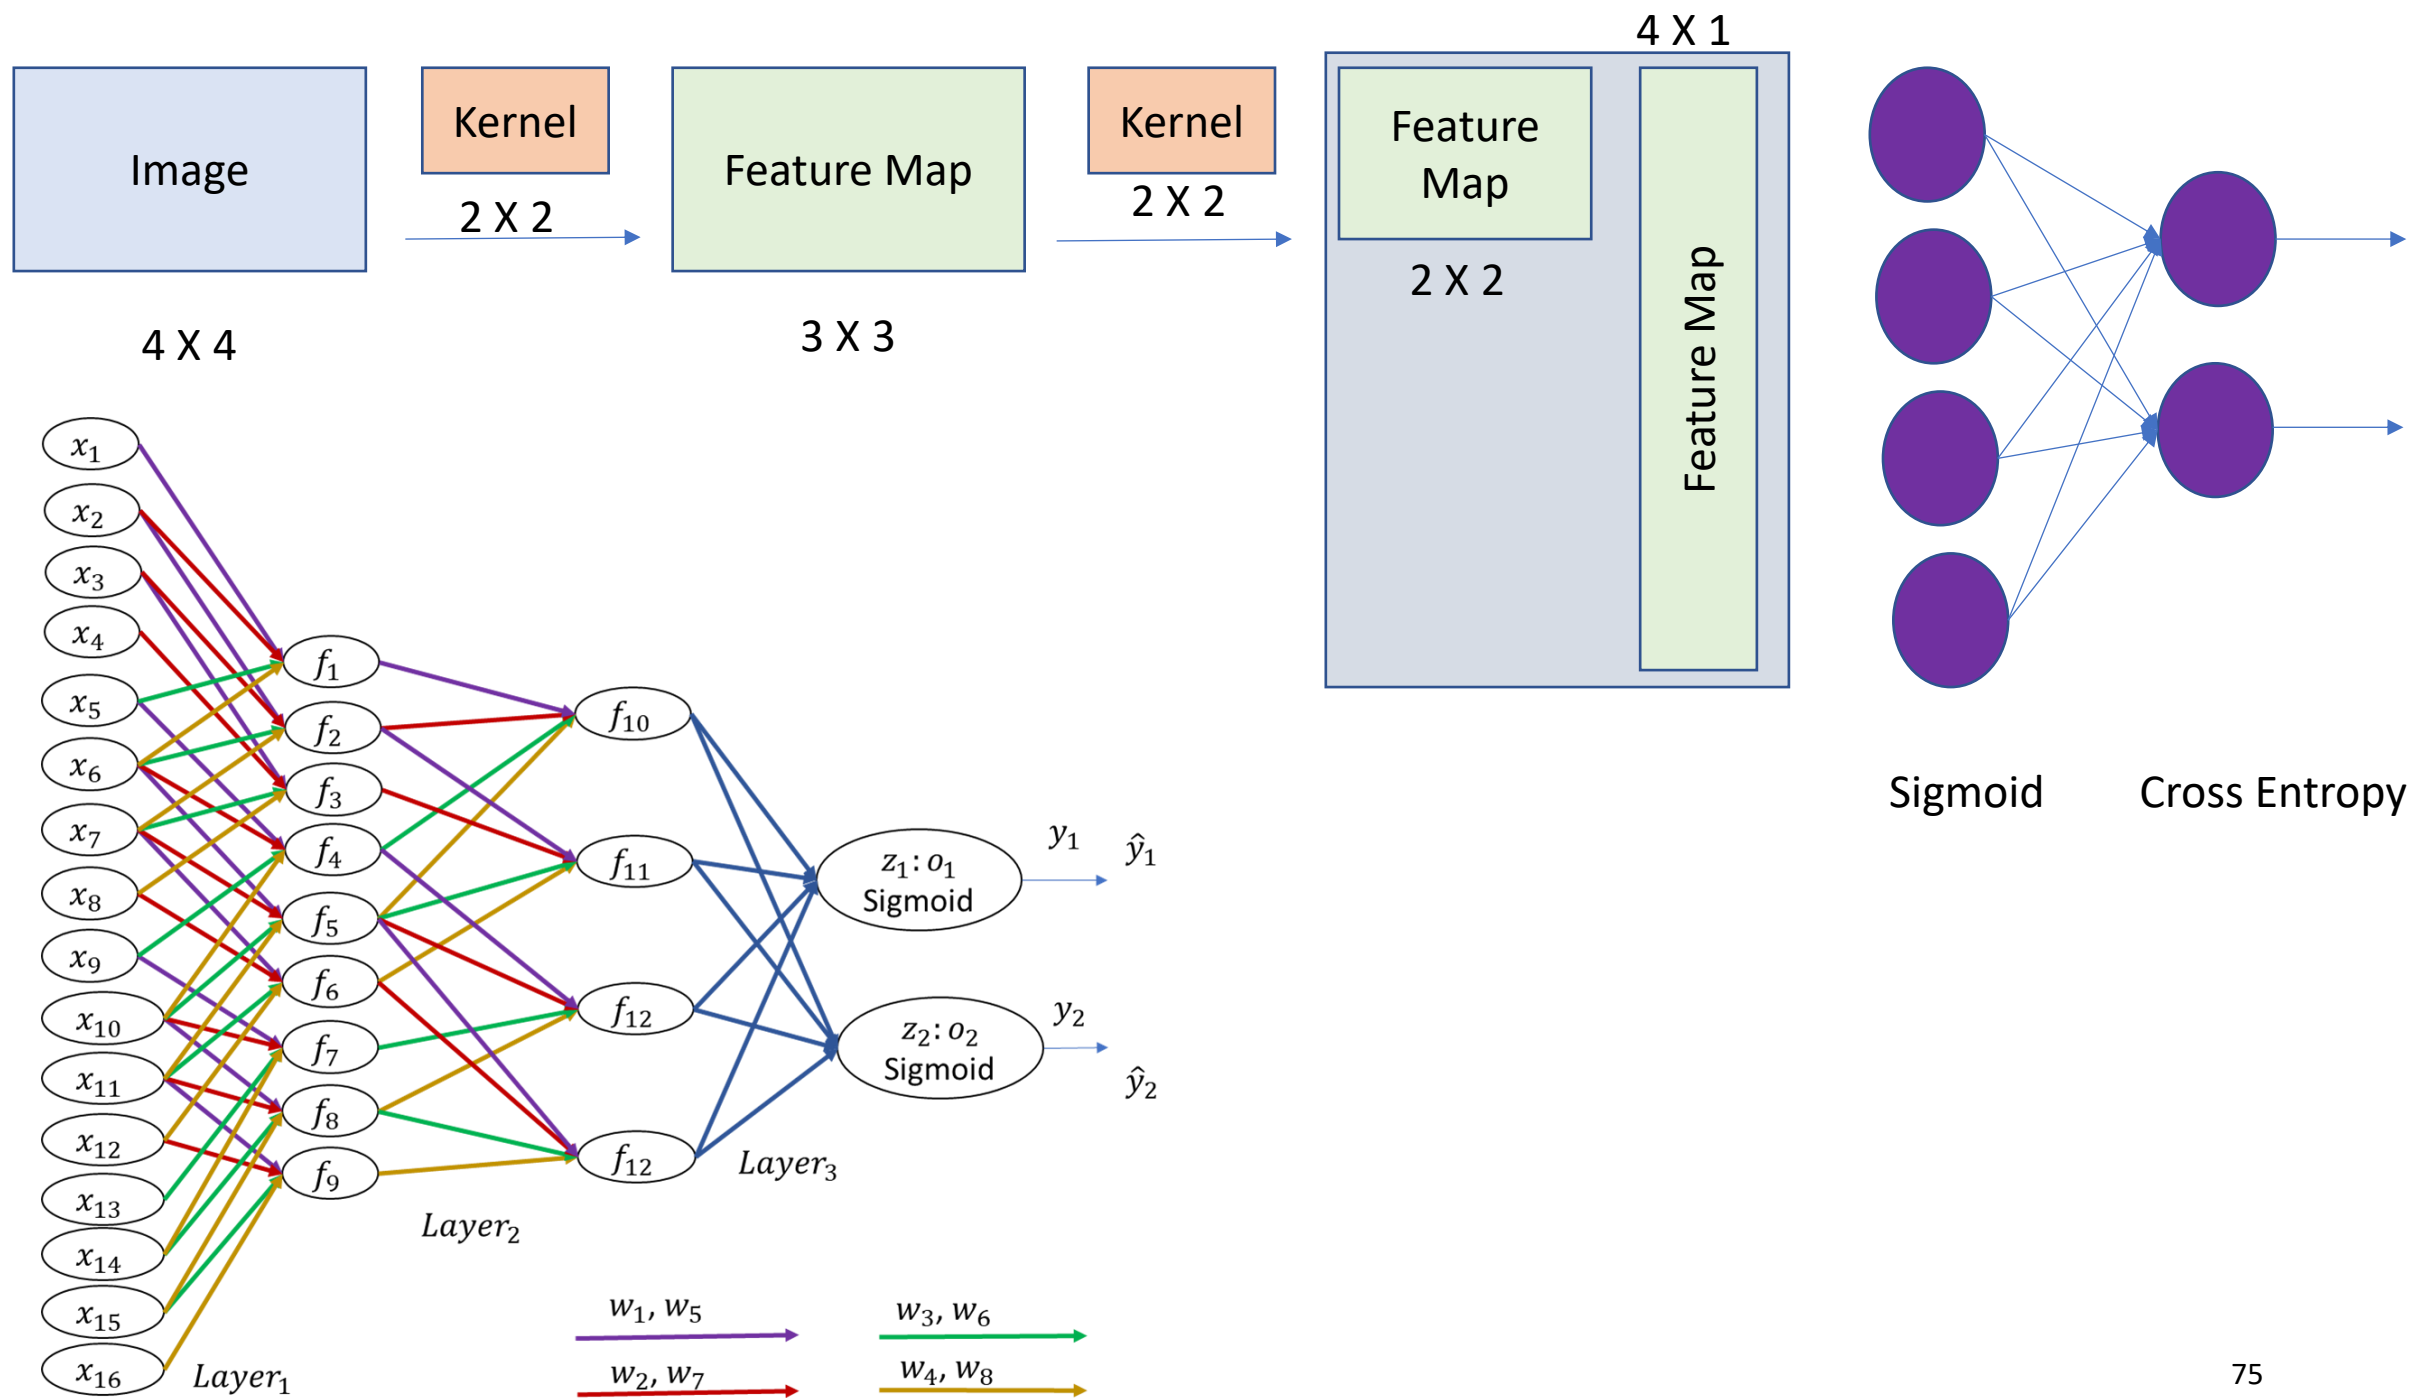 4 X 1
Image
Kernel
2 X 2
Feature Map
Kernel
2 X 2
Feature
Map
2 X 2
Feature Map
4 X 4
3 X 3
Sigmoid
Cross Entropy
x₁
x₂
x₃
x₄
x₅
x₆
x₇
x₈
x₉
x₁₀
x₁₁
x₁₂
x₁₃
x₁₄
x₁₅
x₁₆
Layer₁
f₁
f₂
f₃
f₄
f₅
f₆
f₇
f₈
f₉
Layer₂
f₁₀
f₁₁
f₁₂
f₁₂
Layer₃
z₁: o₁
Sigmoid
y₁
ŷ₁
z₂: o₂
Sigmoid
y₂
ŷ₂
w₁, w₅
w₃, w₆
w₂, w₇
w₄, w₈
75